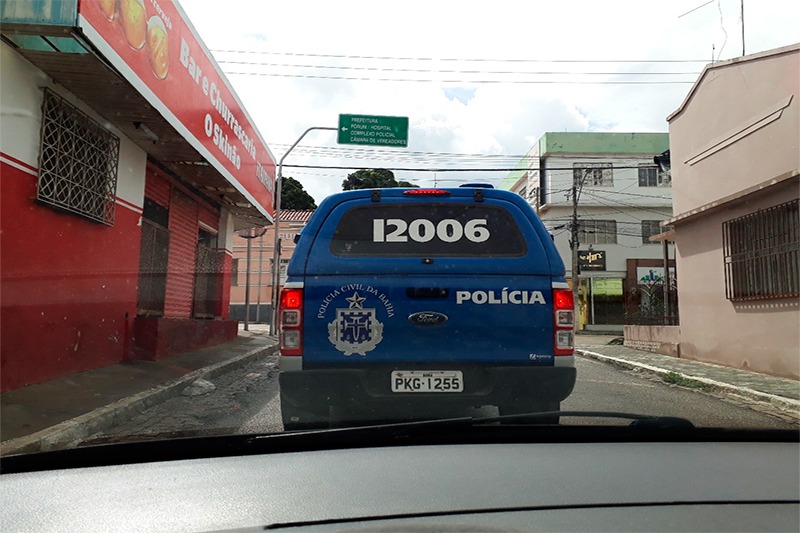 Bar e Churrascaria
O Skinão
PREFEITURA
FÓRUM - HOSPITAL
COMPLEXO POLICIAL
CÂMARA DE VEREADORES
12006
POLÍCIA CIVIL DA BAHIA
POLÍCIA
Ford
PKG 1255